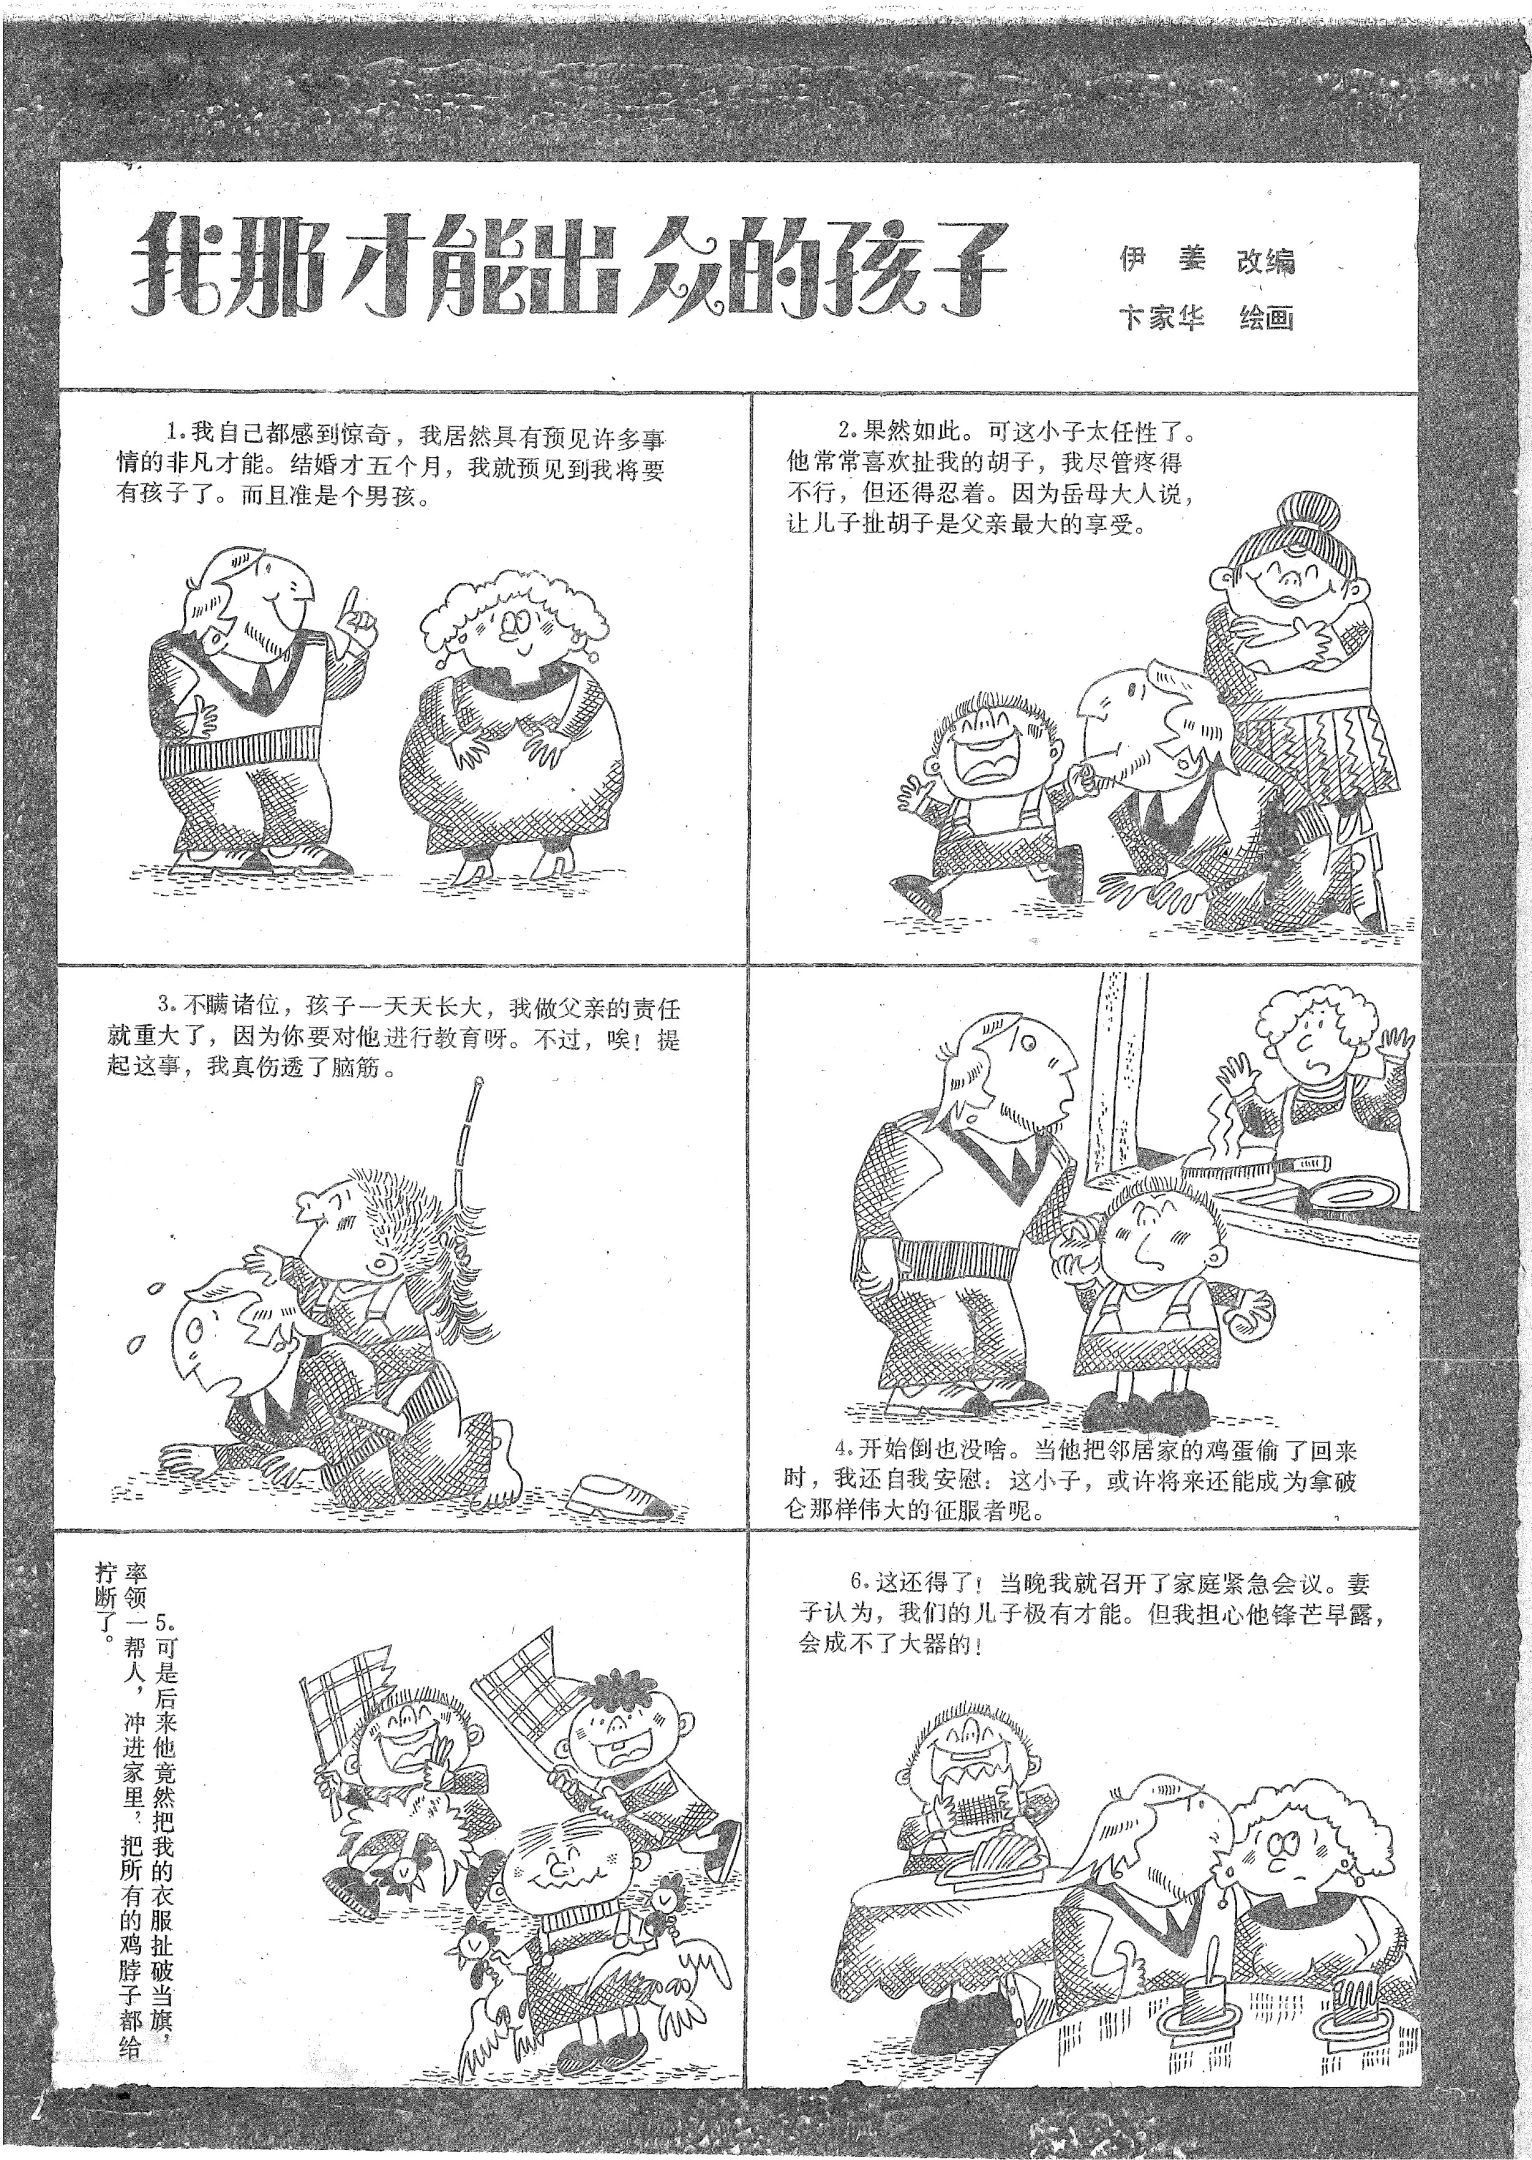 我那才能出众的孩子
伊 姜 改编
卞家华 绘画
1.我自己都感到惊奇，我居然具有预见许多事
情的非凡才能。结婚才五个月，我就预见到我将要
有孩子了。而且准是个男孩。
2.果然如此。可这小子太任性了。
他常常喜欢扯我的胡子，我尽管疼得
不行，但还得忍着。因为岳母大人说，
让儿子扯胡子是父亲最大的享受。
3.不瞒诸位，孩子一天天长大，我做父亲的责任
就重大了，因为你要对他进行教育呀。不过，唉！提
起这事，我真伤透了脑筋。
4.开始倒也没啥。当他把邻居家的鸡蛋偷了回来
时，我还自我安慰：这小子，或许将来还能成为拿破
仑那样伟大的征服者呢。
5.可是后来他竟然把我的衣服扯破当旗，
率领一帮人，冲进家里，把所有的鸡脖子都给
拧断了。
6.这还得了！当晚我就召开了家庭紧急会议。妻
子认为，我们的儿子极有才能。但我担心他锋芒早露，
会成不了大器的！